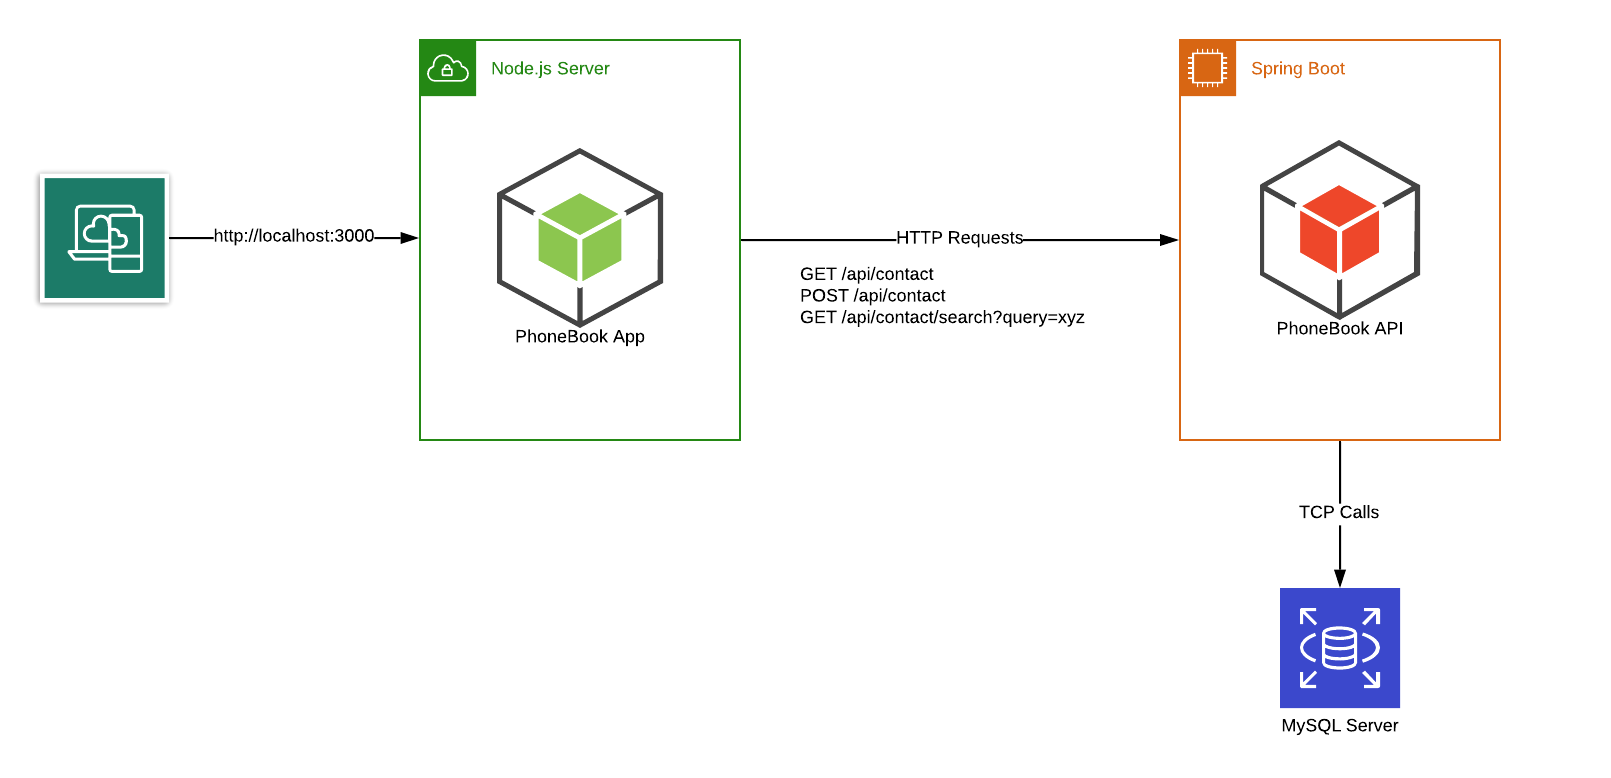 Node.js Server
Spring Boot
http://localhost:3000
HTTP Requests
GET /api/contact
POST /api/contact
GET /api/contact/search?query=xyz
PhoneBook App
PhoneBook API
TCP Calls
MySQL Server